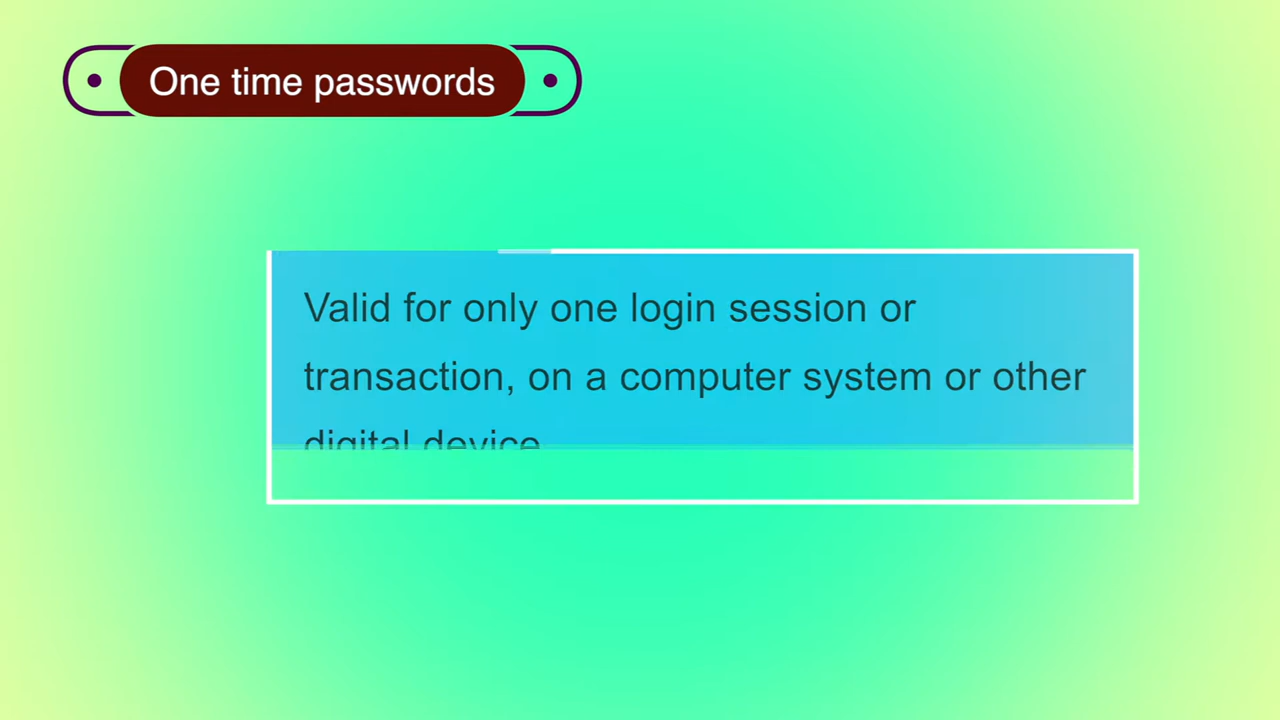 One time passwords
Valid for only one login session or
transaction, on a computer system or other
digital device